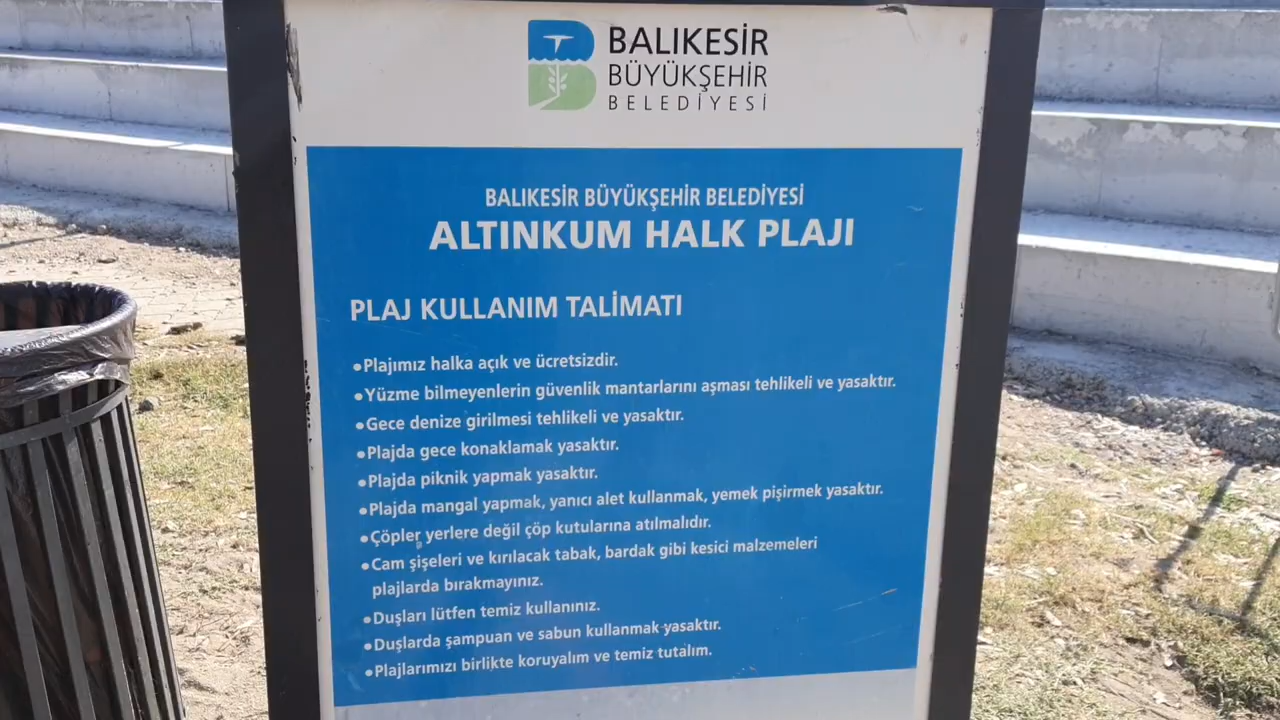 BALIKESİR
BÜYÜKŞEHİR
BELEDİYESİ
BALIKESİR BÜYÜKŞEHİR BELEDİYESİ
ALTINKUM HALK PLAJI
PLAJ KULLANIM TALİMATI
•Plajımız halka açık ve ücretsizdir.
•Yüzme bilmeyenlerin güvenlik mantarlarını aşması tehlikeli ve yasaktır.
•Gece denize girilmesi tehlikeli ve yasaktır.
•Plajda gece konaklamak yasaktır.
•Plajda piknik yapmak yasaktır.
•Plajda mangal yapmak, yanıcı alet kullanmak, yemek pişirmek yasaktır.
•Çöpler yerlere değil çöp kutularına atılmalıdır.
•Cam şişeleri ve kırılacak tabak, bardak gibi kesici malzemeleri
plajlarda bırakmayınız.
•Duşları lütfen temiz kullanınız.
•Duşlarda şampuan ve sabun kullanmak yasaktır.
•Plajlarımızı birlikte koruyalım ve temiz tutalım.